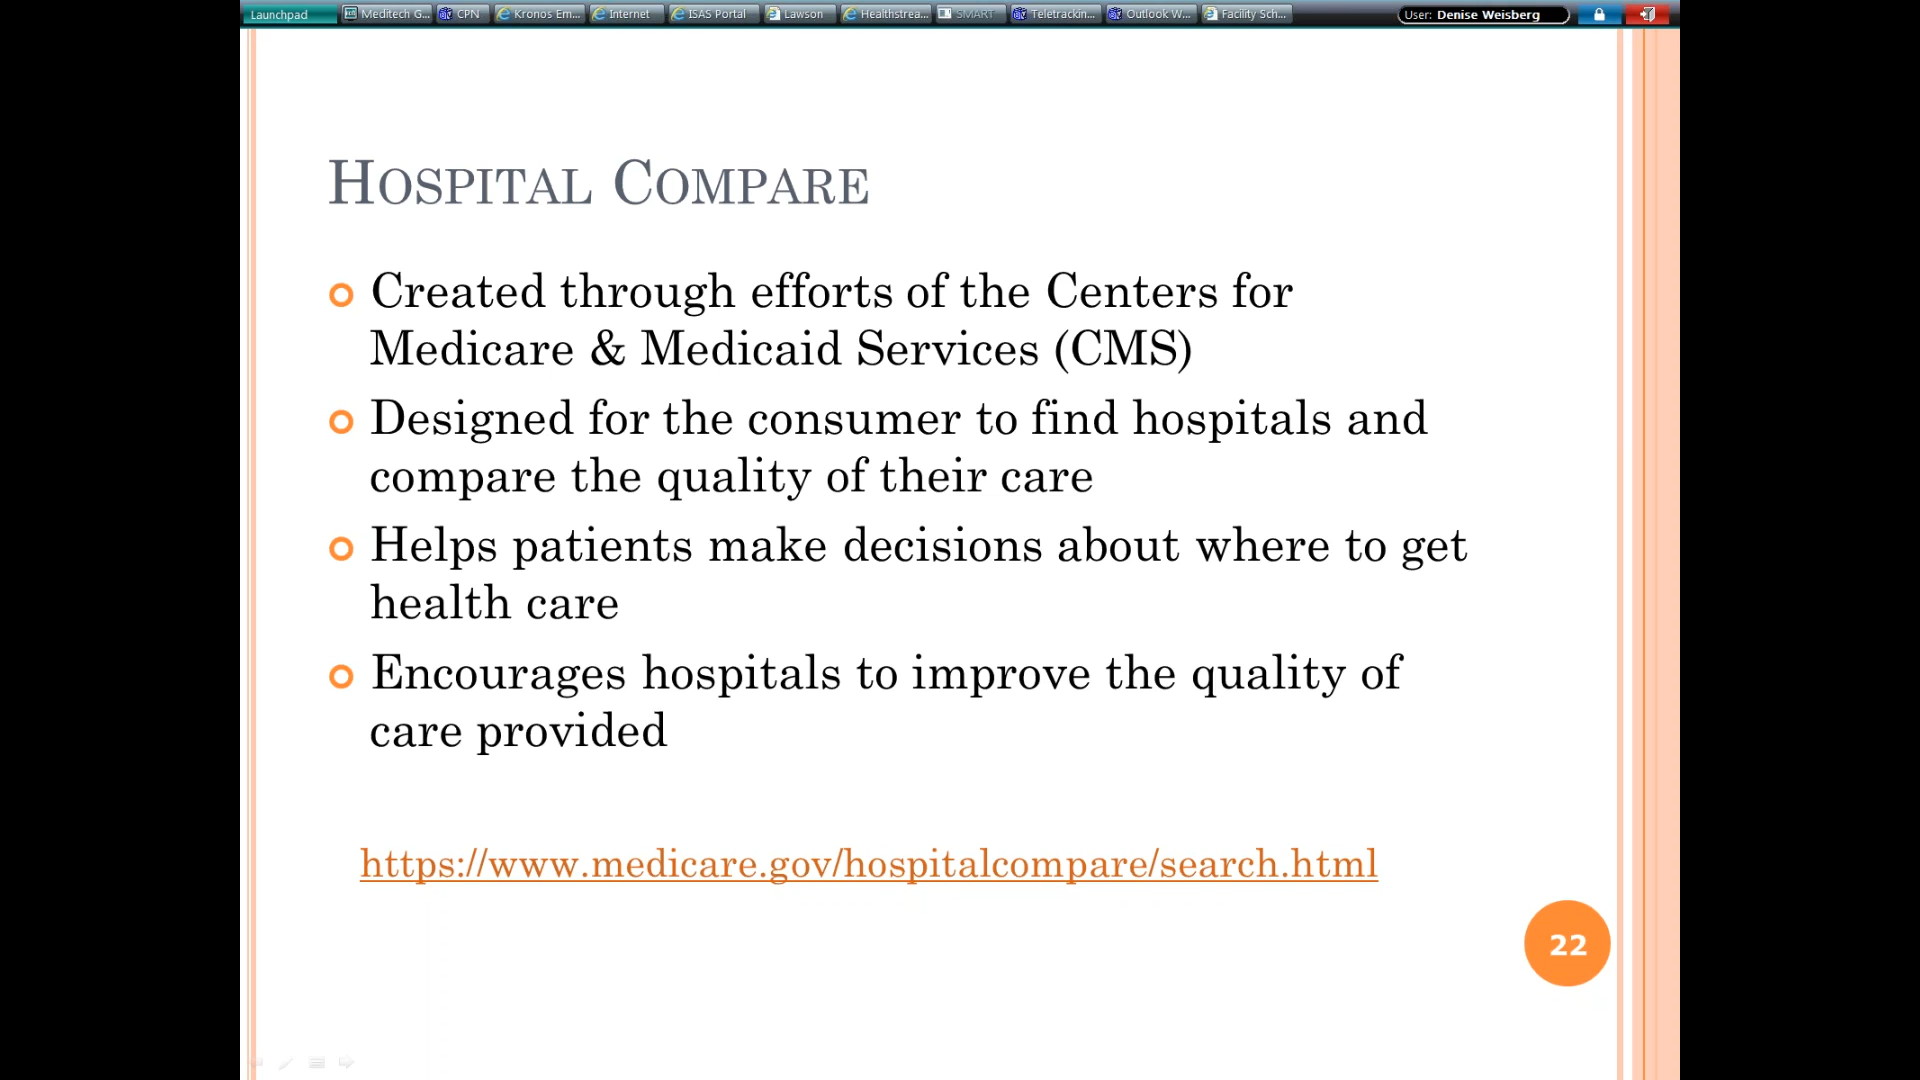 Launchpad Meditech G... CPN Kronos Em... Internet ISAS Portal Lawson Healthstrea... SMART Teletrackin... Outlook W... Facility Sch... User: Denise Weisberg
HOSPITAL COMPARE
Created through efforts of the Centers for
Medicare & Medicaid Services (CMS)
Designed for the consumer to find hospitals and
compare the quality of their care
Helps patients make decisions about where to get
health care
Encourages hospitals to improve the quality of
care provided
https://www.medicare.gov/hospitalcompare/search.html
22